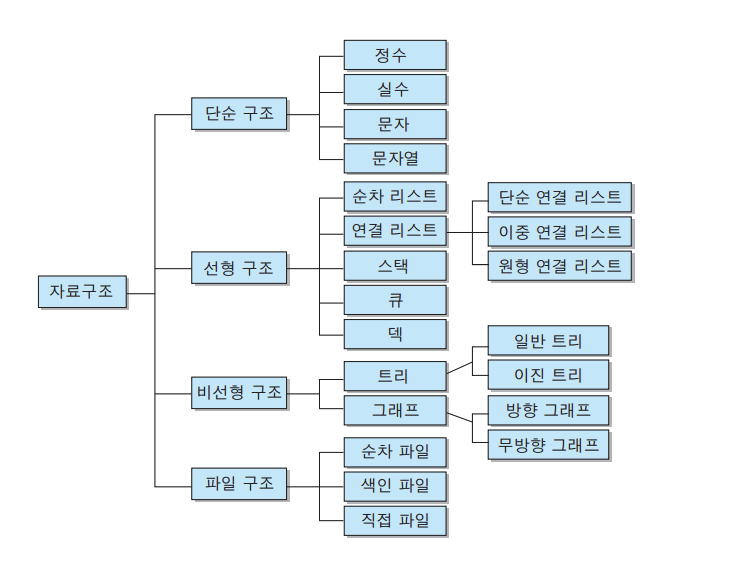 자료구조
단순 구조
정수
실수
문자
문자열
선형 구조
순차 리스트
연결 리스트
단순 연결 리스트
이중 연결 리스트
원형 연결 리스트
스택
큐
덱
비선형 구조
트리
일반 트리
이진 트리
그래프
방향 그래프
무방향 그래프
파일 구조
순차 파일
색인 파일
직접 파일